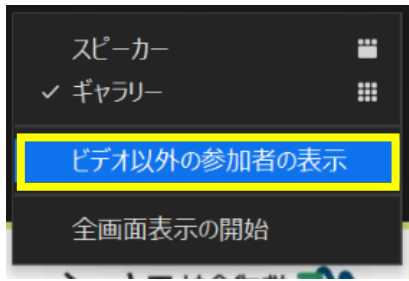 スピーカー
ギャラリー
ビデオ以外の参加者の表示
全画面表示の開始